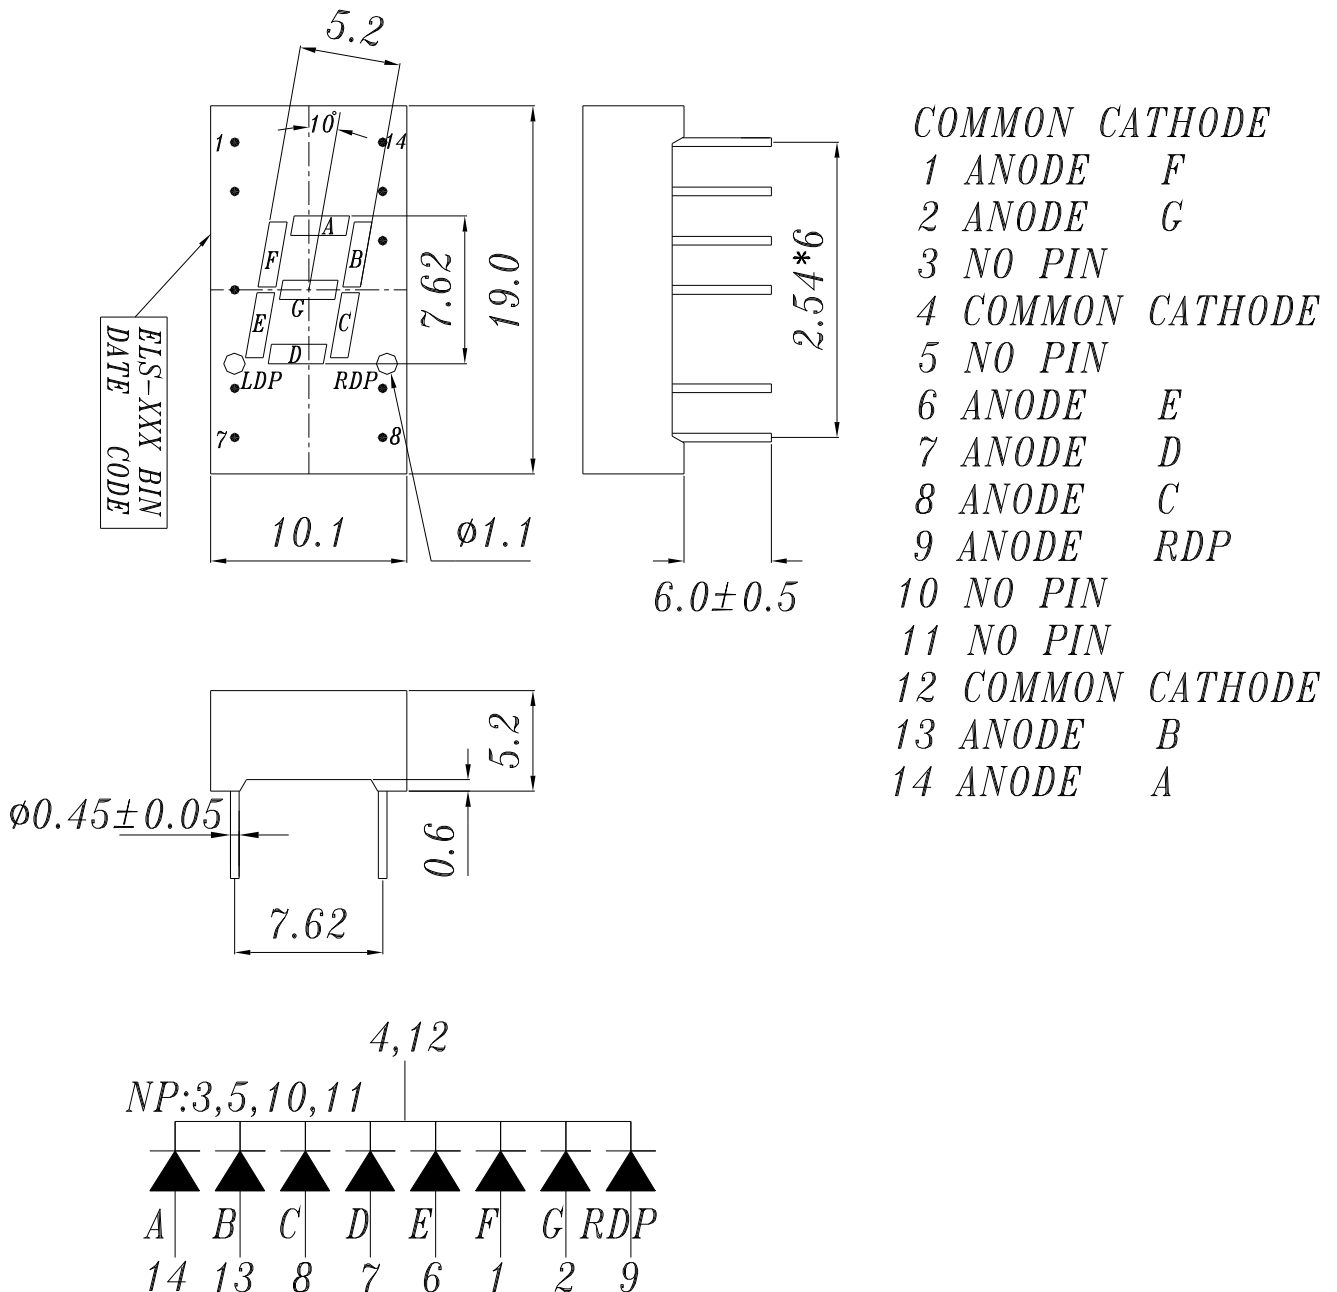 5.2
10°
1
14
A
F
B
G
E
C
D
LDP
RDP
7
8
7.62
19.0
ELS-XXX BIN
DATE CODE
10.1
φ1.1
2.54*6
6.0±0.5
COMMON CATHODE
1 ANODE F
2 ANODE G
3 NO PIN
4 COMMON CATHODE
5 NO PIN
6 ANODE E
7 ANODE D
8 ANODE C
9 ANODE RDP
10 NO PIN
11 NO PIN
12 COMMON CATHODE
13 ANODE B
14 ANODE A
5.2
φ0.45±0.05
0.6
7.62
4,12
NP:3,5,10,11
A B C D E F G RDP
14 13 8 7 6 1 2 9